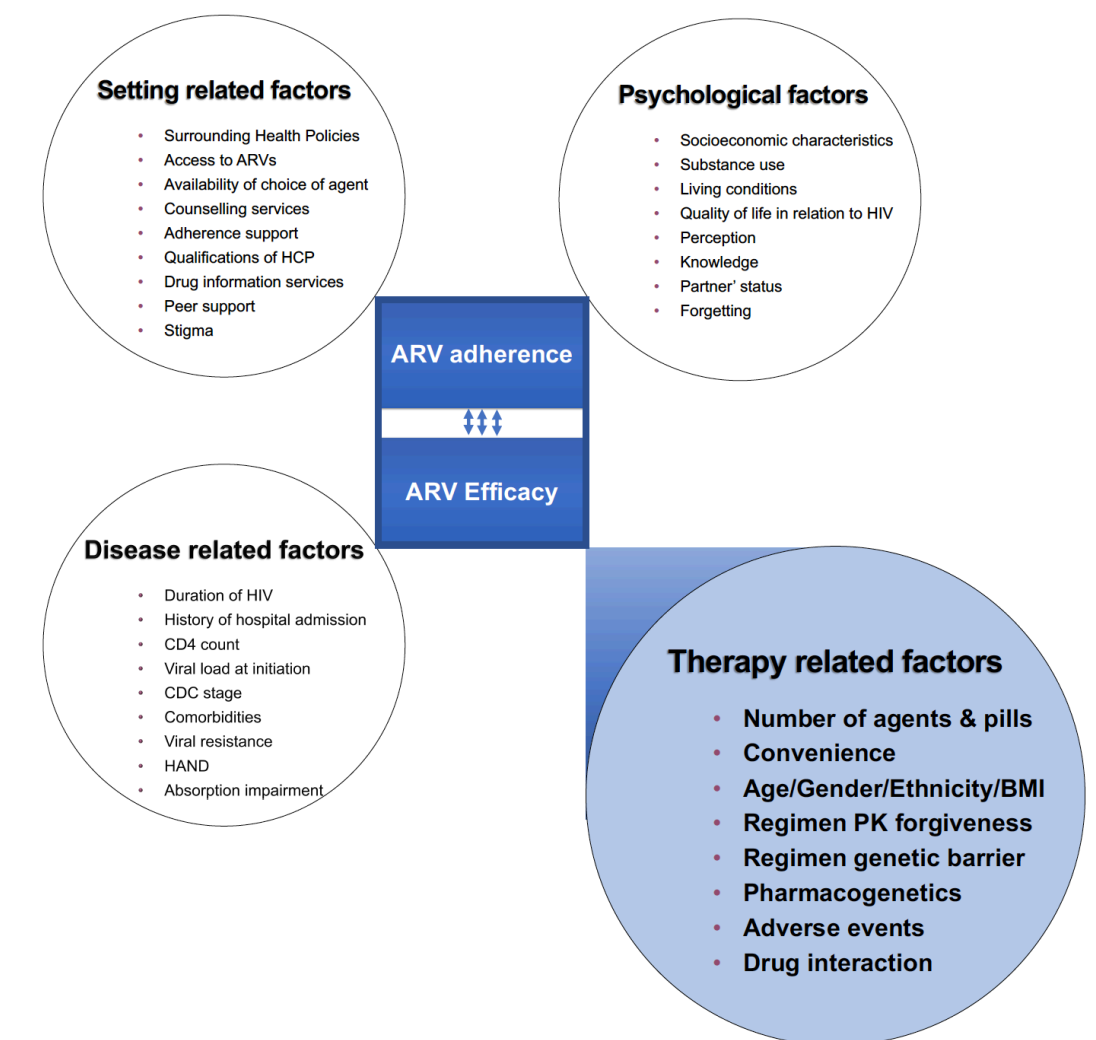 Setting related factors
• Surrounding Health Policies
• Access to ARVs
• Availability of choice of agent
• Counselling services
• Adherence support
• Qualifications of HCP
• Drug information services
• Peer support
• Stigma
Psychological factors
• Socioeconomic characteristics
• Substance use
• Living conditions
• Quality of life in relation to HIV
• Perception
• Knowledge
• Partner' status
• Forgetting
ARV adherence
ARV Efficacy
Disease related factors
• Duration of HIV
• History of hospital admission
• CD4 count
• Viral load at initiation
• CDC stage
• Comorbidities
• Viral resistance
• HAND
• Absorption impairment
Therapy related factors
• Number of agents & pills
• Convenience
• Age/Gender/Ethnicity/BMI
• Regimen PK forgiveness
• Regimen genetic barrier
• Pharmacogenetics
• Adverse events
• Drug interaction